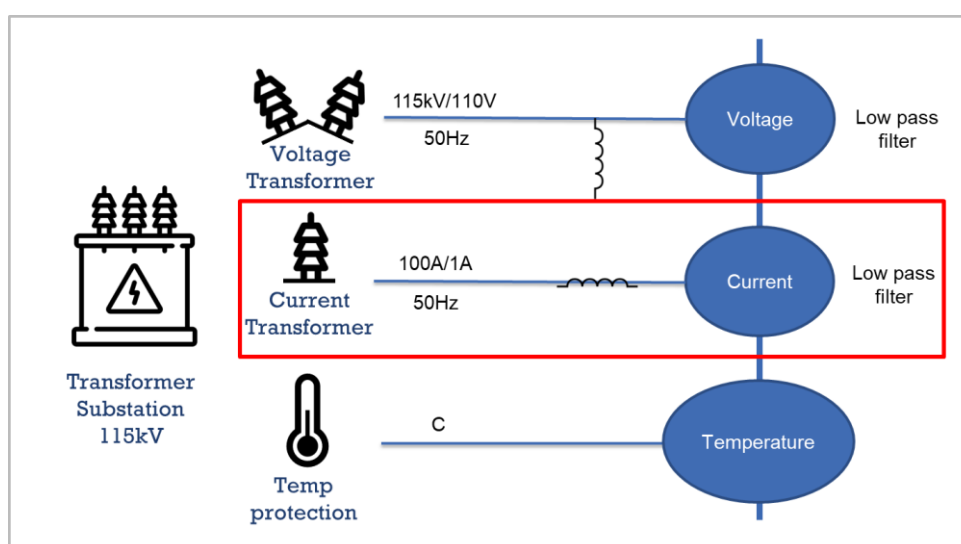 115kV/110V
50Hz
Voltage
Transformer
Voltage
Low pass
filter
100A/1A
50Hz
Current
Transformer
Current
Low pass
filter
Transformer
Substation
115kV
C
Temp
protection
Temperature